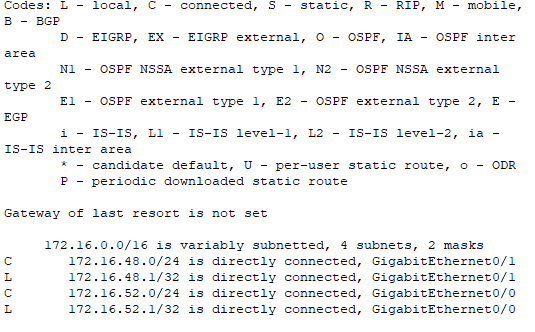 Codes: L - local, C - connected, S - static, R - RIP, M - mobile,
B - BGP
D - EIGRP, EX - EIGRP external, O - OSPF, IA - OSPF inter
area
N1 - OSPF NSSA external type 1, N2 - OSPF NSSA external
type 2
E1 - OSPF external type 1, E2 - OSPF external type 2, E -
EGP
i - IS-IS, L1 - IS-IS level-1, L2 - IS-IS level-2, ia -
IS-IS inter area
* - candidate default, U - per-user static route, o - ODR
P - periodic downloaded static route
Gateway of last resort is not set
172.16.0.0/16 is variably subnetted, 4 subnets, 2 masks
C 172.16.48.0/24 is directly connected, GigabitEthernet0/1
L 172.16.48.1/32 is directly connected, GigabitEthernet0/1
C 172.16.52.0/24 is directly connected, GigabitEthernet0/0
L 172.16.52.1/32 is directly connected, GigabitEthernet0/0